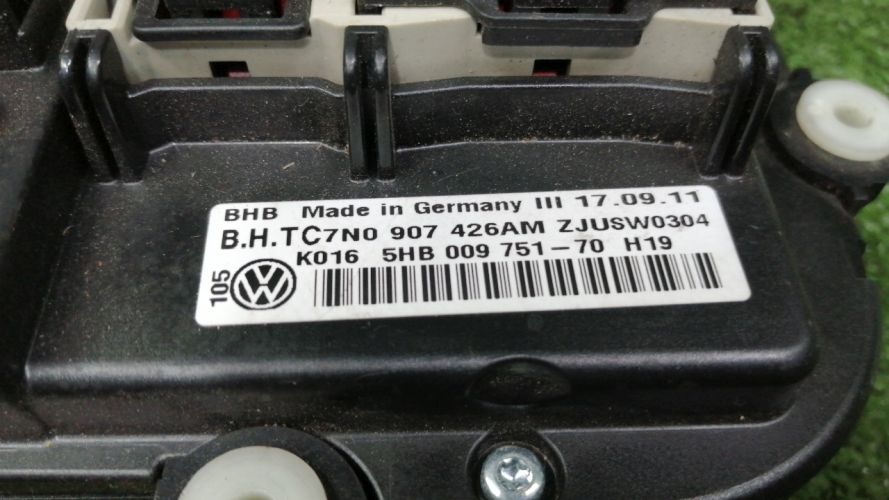 BHB Made in Germany III 17.09.11
B.H.TC7N0 907 426AM ZJUSW0304
K016 5HB 009 751-70 H19
105